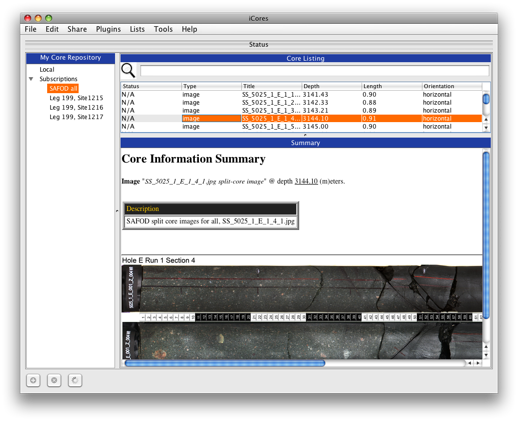 iCores
File Edit Share Plugins Lists Tools Help
Status
My Core Repository
Local
Subscriptions
SAFOD all
Leg 199, Site1215
Leg 199, Site1216
Leg 199, Site1217
Core Listing
Status Type Title Depth Length Orientation
N/A image SS_5025_1_E_1_1... 3141.43 0.90 horizontal
N/A image SS_5025_1_E_1_2... 3142.33 0.88 horizontal
N/A image SS_5025_1_E_1_3... 3143.21 0.89 horizontal
N/A image SS_5025_1_E_1_4... 3144.10 0.91 horizontal
N/A image SS_5025_1_E_1_5... 3145.00 0.90 horizontal
Summary
Core Information Summary
Image "SS_5025_1_E_1_4_1.jpg split-core image" @ depth 3144.10 (m)eters.
Description
SAFOD split core images for all, SS_5025_1_E_1_4_1.jpg
Hole E Run 1 Section 4